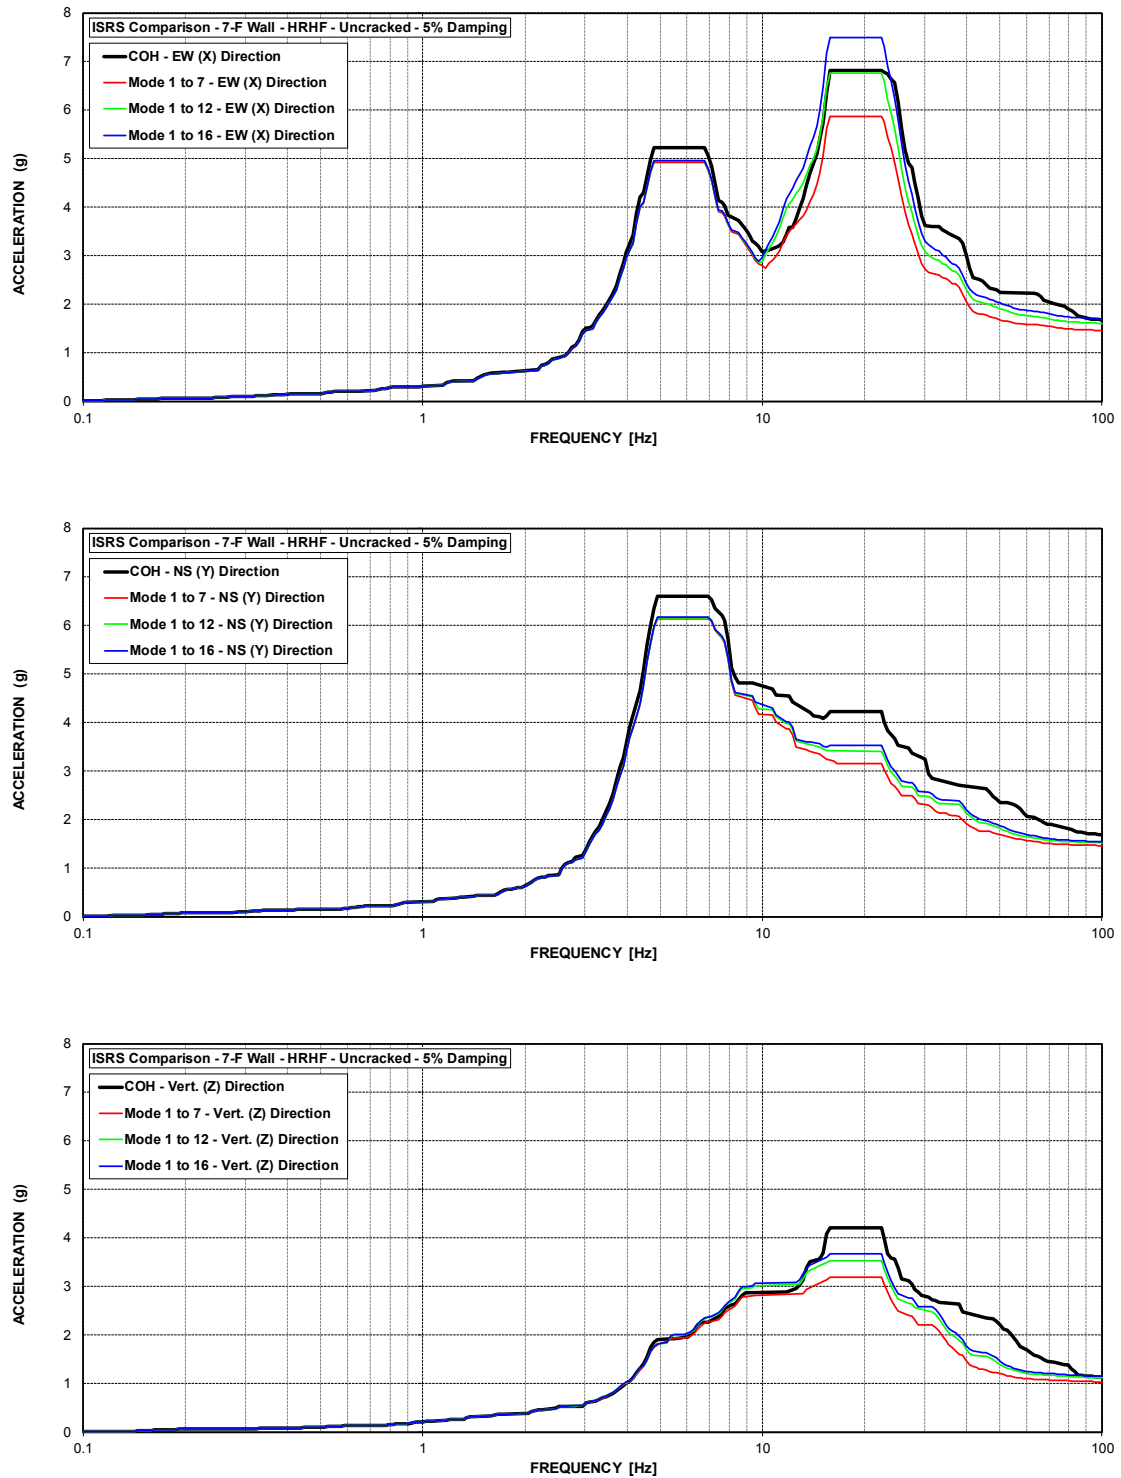 ISRS Comparison - 7-F Wall - HRHF - Uncracked - 5% Damping
COH - EW (X) Direction
Mode 1 to 7 - EW (X) Direction
Mode 1 to 12 - EW (X) Direction
Mode 1 to 16 - EW (X) Direction
ACCELERATION (g)
8
7
6
5
4
3
2
1
0
0.1
1
10
100
FREQUENCY [Hz]
ISRS Comparison - 7-F Wall - HRHF - Uncracked - 5% Damping
COH - NS (Y) Direction
Mode 1 to 7 - NS (Y) Direction
Mode 1 to 12 - NS (Y) Direction
Mode 1 to 16 - NS (Y) Direction
ACCELERATION (g)
8
7
6
5
4
3
2
1
0
0.1
1
10
100
FREQUENCY [Hz]
ISRS Comparison - 7-F Wall - HRHF - Uncracked - 5% Damping
COH - Vert. (Z) Direction
Mode 1 to 7 - Vert. (Z) Direction
Mode 1 to 12 - Vert. (Z) Direction
Mode 1 to 16 - Vert. (Z) Direction
ACCELERATION (g)
8
7
6
5
4
3
2
1
0
0.1
1
10
100
FREQUENCY [Hz]